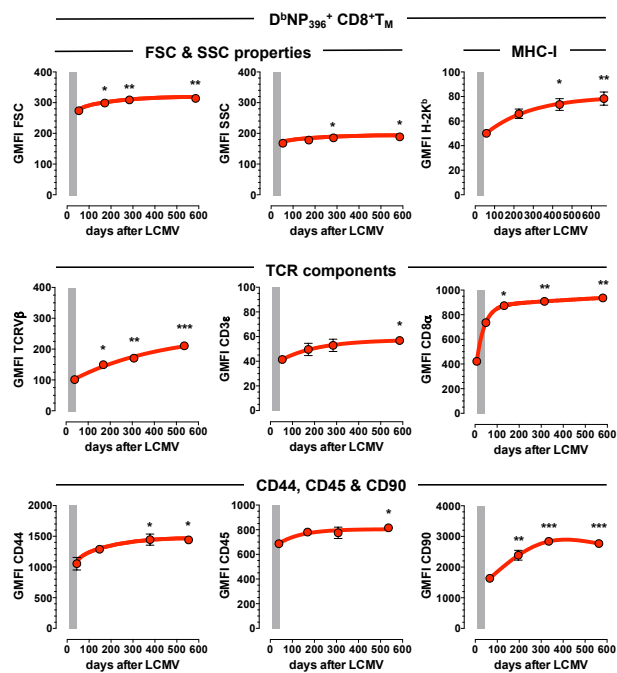 DᵇNP₃₉₆⁺ CD8⁺Tₘ
FSC & SSC properties
MHC-I
GMFI FSC
400
300
200
100
0
* ** **
0 100 200 300 400 500 600
days after LCMV
GMFI SSC
400
300
200
100
0
* *
0 100 200 300 400 500 600
days after LCMV
GMFI H-2Kᵇ
100
80
60
40
20
0
* **
0 100 200 300 400 500 600
days after LCMV
TCR components
GMFI TCRVβ
400
300
200
100
0
* ** ***
0 100 200 300 400 500 600
days after LCMV
GMFI CD3ε
100
80
60
40
20
0
*
0 100 200 300 400 500 600
days after LCMV
GMFI CD8α
1000
800
600
400
200
0
* ** **
0 100 200 300 400 500 600
days after LCMV
CD44, CD45 & CD90
GMFI CD44
2000
1500
1000
500
0
* *
0 100 200 300 400 500 600
days after LCMV
GMFI CD45
1000
800
600
400
200
0
*
0 100 200 300 400 500 600
days after LCMV
GMFI CD90
4000
3000
2090
1000
0
** *** ***
0 100 200 300 400 500 600
days after LCMV